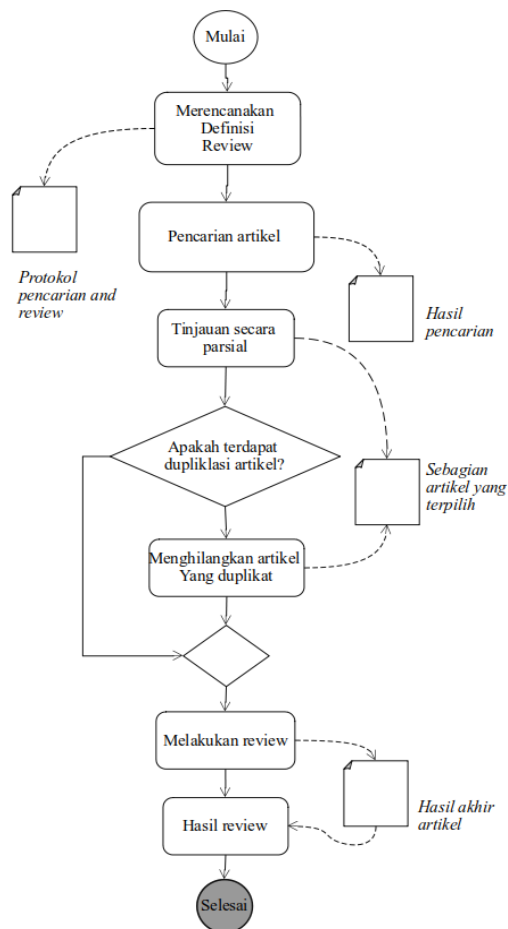 Mulai
Merencanakan
Definisi
Review
Protokol
pencarian and
review
Pencarian artikel
Hasil
pencarian
Tinjauan secara
parsial
Apakah terdapat
dupliklasi artikel?
Sebagian
artikel yang
terpilih
Menghilangkan artikel
Yang duplikat
Melakukan review
Hasil akhir
artikel
Hasil review
Selesai